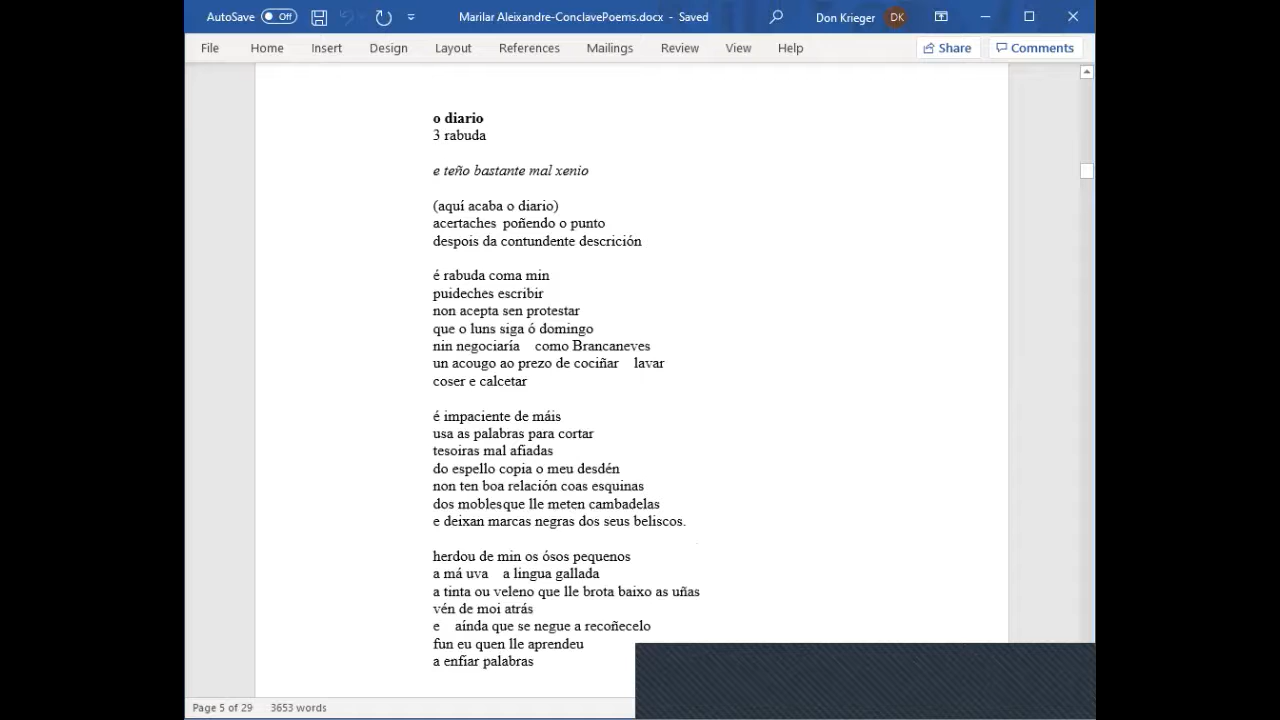 AutoSave Off Marilar Aleixandre-ConclavePoems.docx - Saved Don Krieger DK
File Home Insert Design Layout References Mailings Review View Help Share Comments
o diario
3 rabuda
e teño bastante mal xenio
(aquí acaba o diario)
acertaches poñendo o punto
despois da contundente descrición
é rabuda coma min
puideches escribir
non acepta sen protestar
que o luns siga ó domingo
nin negociaría como Brancaneves
un acougo ao prezo de cociñar lavar
coser e calcetar
é impaciente de máis
usa as palabras para cortar
tesoiras mal afiadas
do espello copia o meu desdén
non ten boa relación coas esquinas
dos moblesque lle meten cambadelas
e deixan marcas negras dos seus beliscos.
herdou de min os ósos pequenos
a má uva a lingua gallada
a tinta ou veleno que lle brota baixo as uñas
vén de moi atrás
e aínda que se negue a recoñecelo
fun eu quen lle aprendeu
a enfiar palabras
Page 5 of 29 3653 words